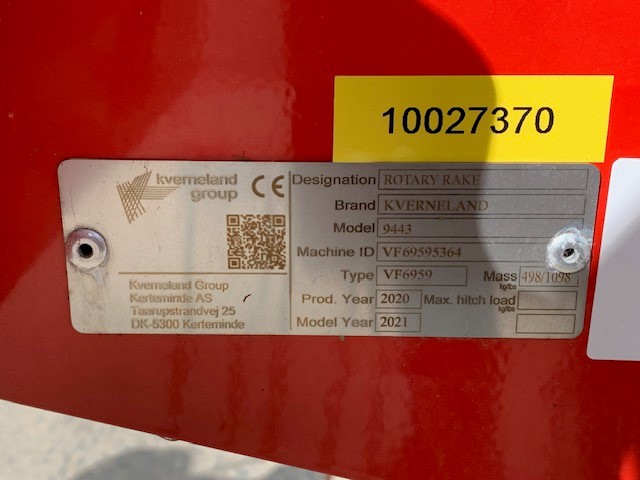 10027370
kverneland
group
CE
Kverneland Group
Kerteminde AS
Taarupstrandvej 25
DK-5300 Kerteminde
Designation ROTARY RAKE
Brand KVERNELAND
Model 9443
Machine ID VF69595364
Type VF6959 Mass kg/lbs 498/1098
Prod. Year 2020 Max. hitch load kg/lbs
Model Year 2021